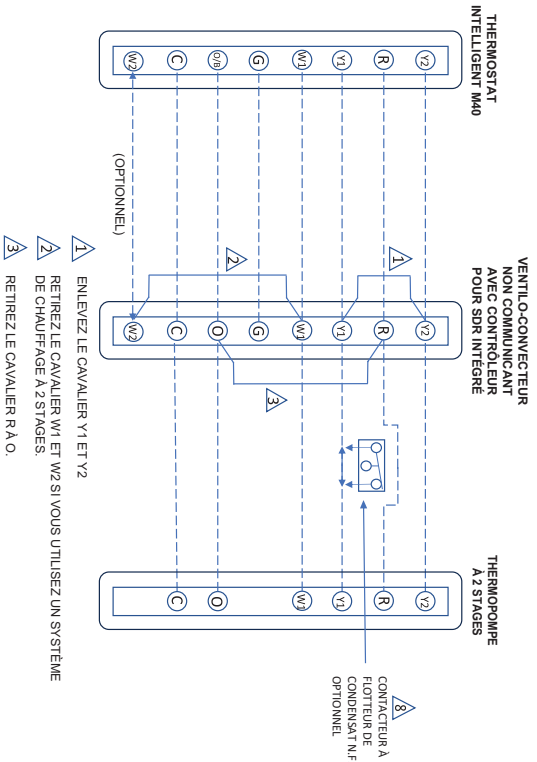 THERMOSTAT
INTELLIGENT M40
Y2
R
Y1
W1
G
O/B
C
W2
(OPTIONNEL)
VENTILO-CONVECTEUR
NON COMMUNICANT
AVEC CONTRÔLEUR
POUR SDR INTÉGRÉ
Y2
R
Y1
W1
G
O
C
W2
1
2
3
THERMOPOMPE
À 2 STAGES
Y2
R
Y1
W1
O
C
8
CONTACTEUR À
FLOTTEUR DE
CONDENSAT N.F
OPTIONNEL
1 ENLEVEZ LE CAVALIER Y1 ET Y2
2 RETIREZ LE CAVALIER W1 ET W2 SI VOUS UTILISEZ UN SYSTÈME
DE CHAUFFAGE À 2 STAGES.
3 RETIREZ LE CAVALIER R À O.